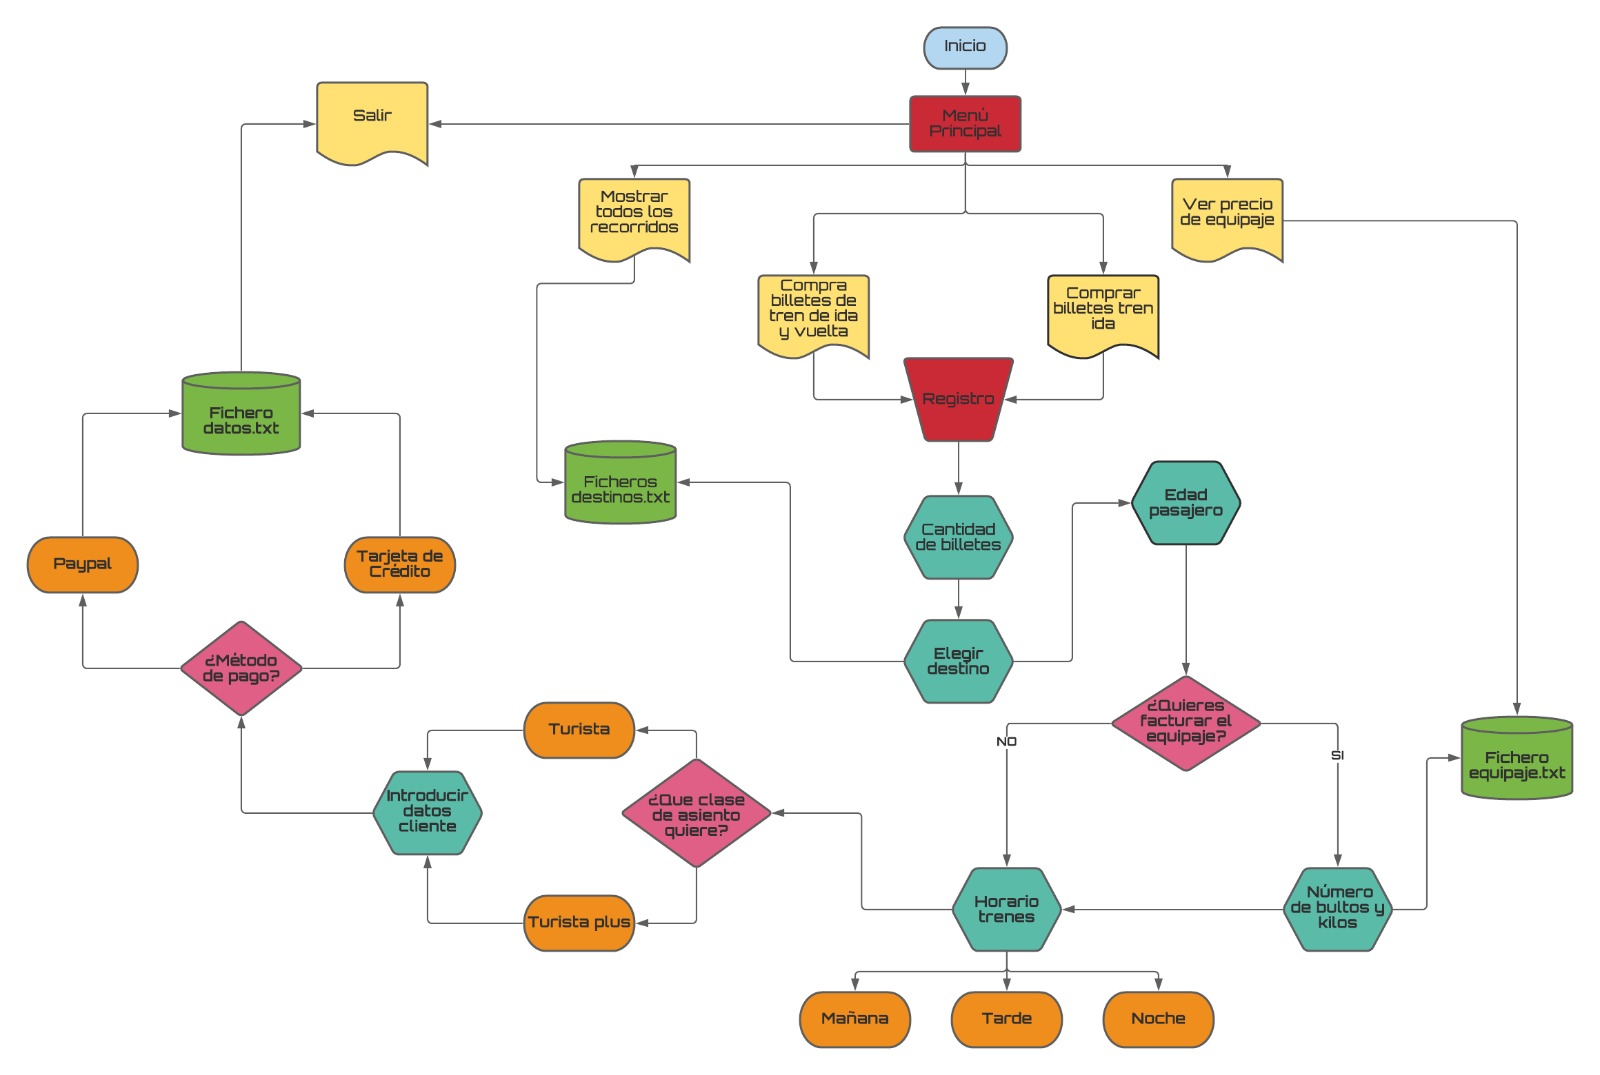 Inicio
Menú
Principal
Salir
Mostrar
todos los
recorridos
Ver precio
de equipaje
Compra
billetes de
tren de ida
y vuelta
Comprar
billetes tren
ida
Registro
Fichero
datos.txt
Ficheros
destinos.txt
Edad
pasajero
Cantidad
de billetes
Paypal
Tarjeta de
Crédito
Elegir
destino
¿Método
de pago?
¿Quieres
facturar el
equipaje?
NO
SI
Turista
Fichero
equipaje.txt
Introducir
datos
cliente
¿Que clase
de asiento
quiere?
Turista plus
Horario
trenes
Número
de bultos y
kilos
Mañana
Tarde
Noche